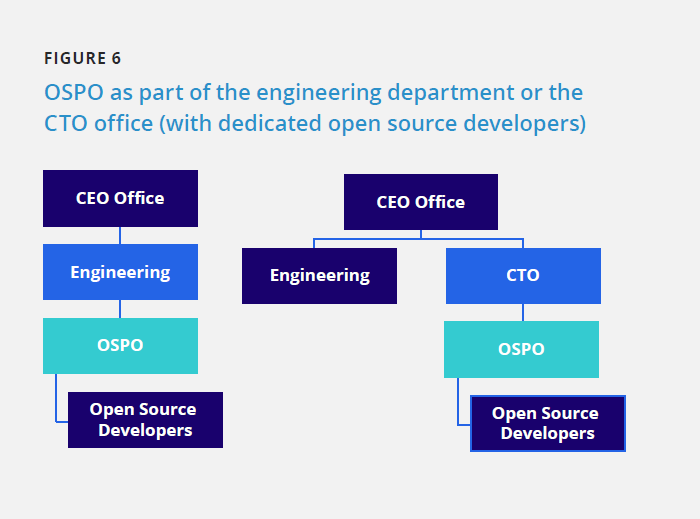 FIGURE 6
OSPO as part of the engineering department or the
CTO office (with dedicated open source developers)
CEO Office
Engineering
OSPO
Open Source
Developers
CEO Office
Engineering
CTO
OSPO
Open Source
Developers